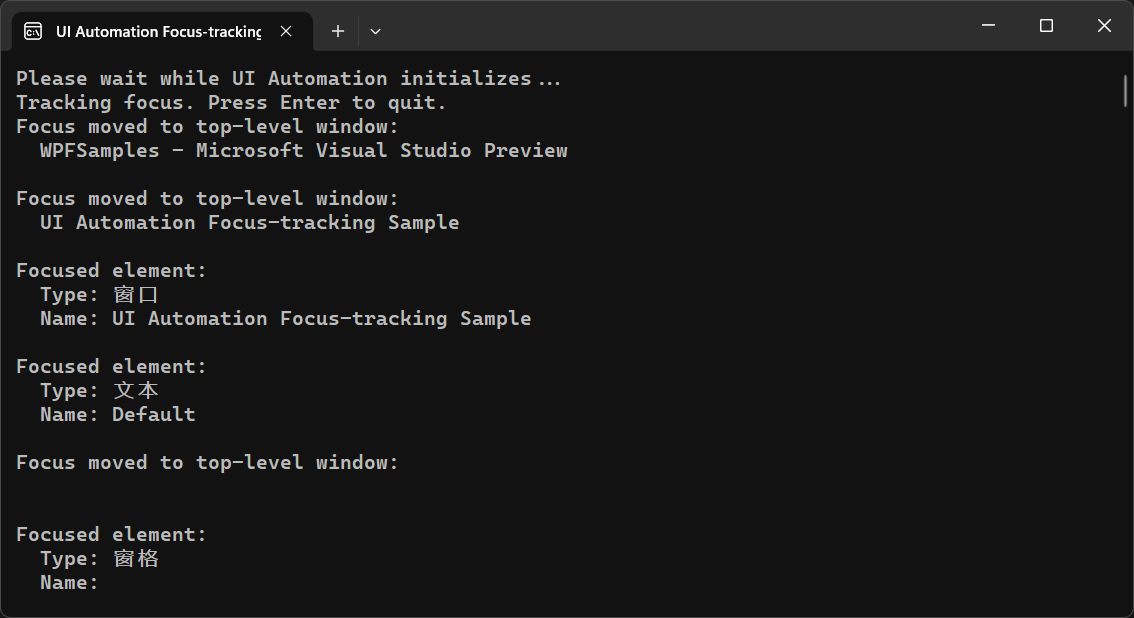 UI Automation Focus-tracking
Please wait while UI Automation initializes...
Tracking focus. Press Enter to quit.
Focus moved to top-level window:
WPFSamples - Microsoft Visual Studio Preview
Focus moved to top-level window:
UI Automation Focus-tracking Sample
Focused element:
Type: 窗口
Name: UI Automation Focus-tracking Sample
Focused element:
Type: 文本
Name: Default
Focus moved to top-level window:
Focused element:
Type: 窗格
Name: